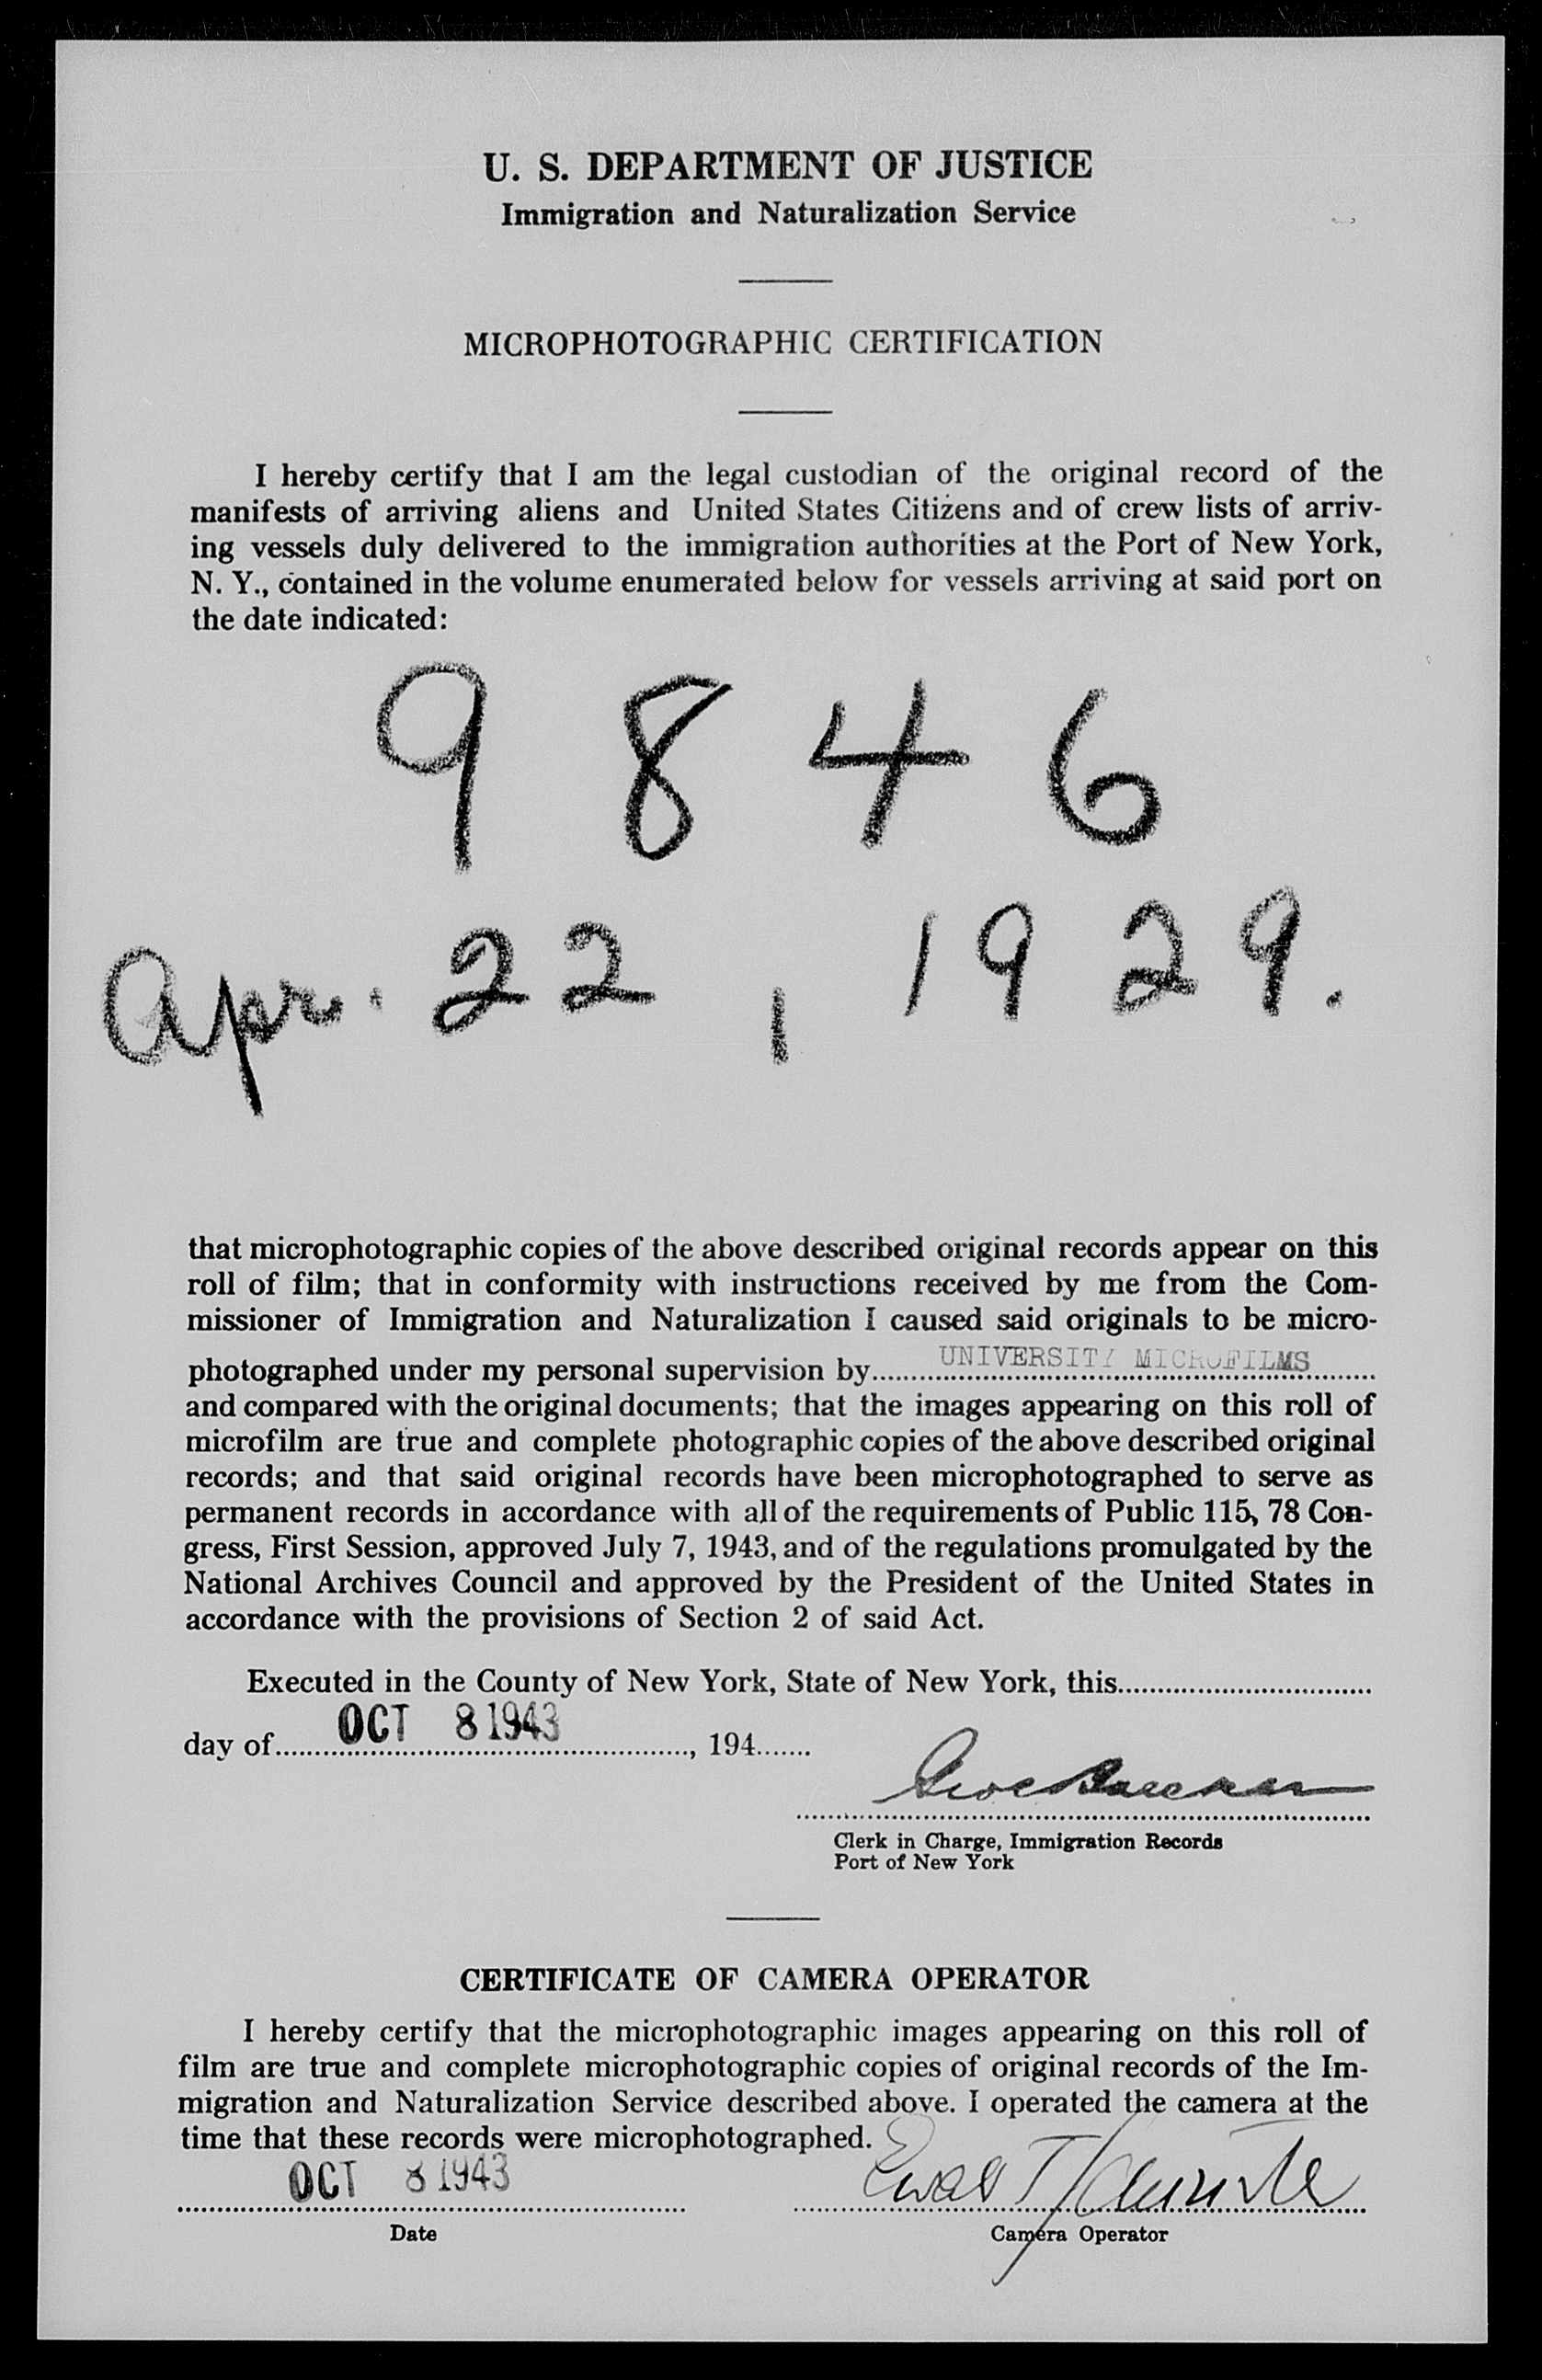 U. S. DEPARTMENT OF JUSTICE
Immigration and Naturalization Service
MICROPHOTOGRAPHIC CERTIFICATION
I hereby certify that I am the legal custodian of the original record of the
manifests of arriving aliens and United States Citizens and of crew lists of arriv-
ing vessels duly delivered to the immigration authorities at the Port of New York,
N. Y., contained in the volume enumerated below for vessels arriving at said port on
the date indicated:
9846
Apr. 22, 1929.
that microphotographic copies of the above described original records appear on this
roll of film; that in conformity with instructions received by me from the Com-
missioner of Immigration and Naturalization I caused said originals to be micro-
photographed under my personal supervision by UNIVERSITY MICROFILMS
and compared with the original documents; that the images appearing on this roll of
microfilm are true and complete photographic copies of the above described original
records; and that said original records have been microphotographed to serve as
permanent records in accordance with all of the requirements of Public 115, 78 Con-
gress, First Session, approved July 7, 1943, and of the regulations promulgated by the
National Archives Council and approved by the President of the United States in
accordance with the provisions of Section 2 of said Act.
Executed in the County of New York, State of New York, this
day of OCT 8 1943, 194
Clerk in Charge, Immigration Records
Port of New York
CERTIFICATE OF CAMERA OPERATOR
I hereby certify that the microphotographic images appearing on this roll of
film are true and complete microphotographic copies of original records of the Im-
migration and Naturalization Service described above. I operated the camera at the
time that these records were microphotographed.
OCT 8 1943
Date
Camera Operator